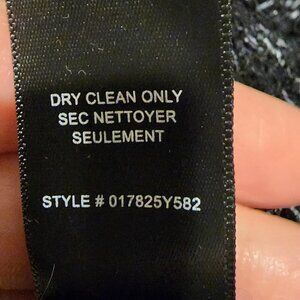 DRY CLEAN ONLY
SEC NETTOYER
SEULEMENT
STYLE # 017825Y582